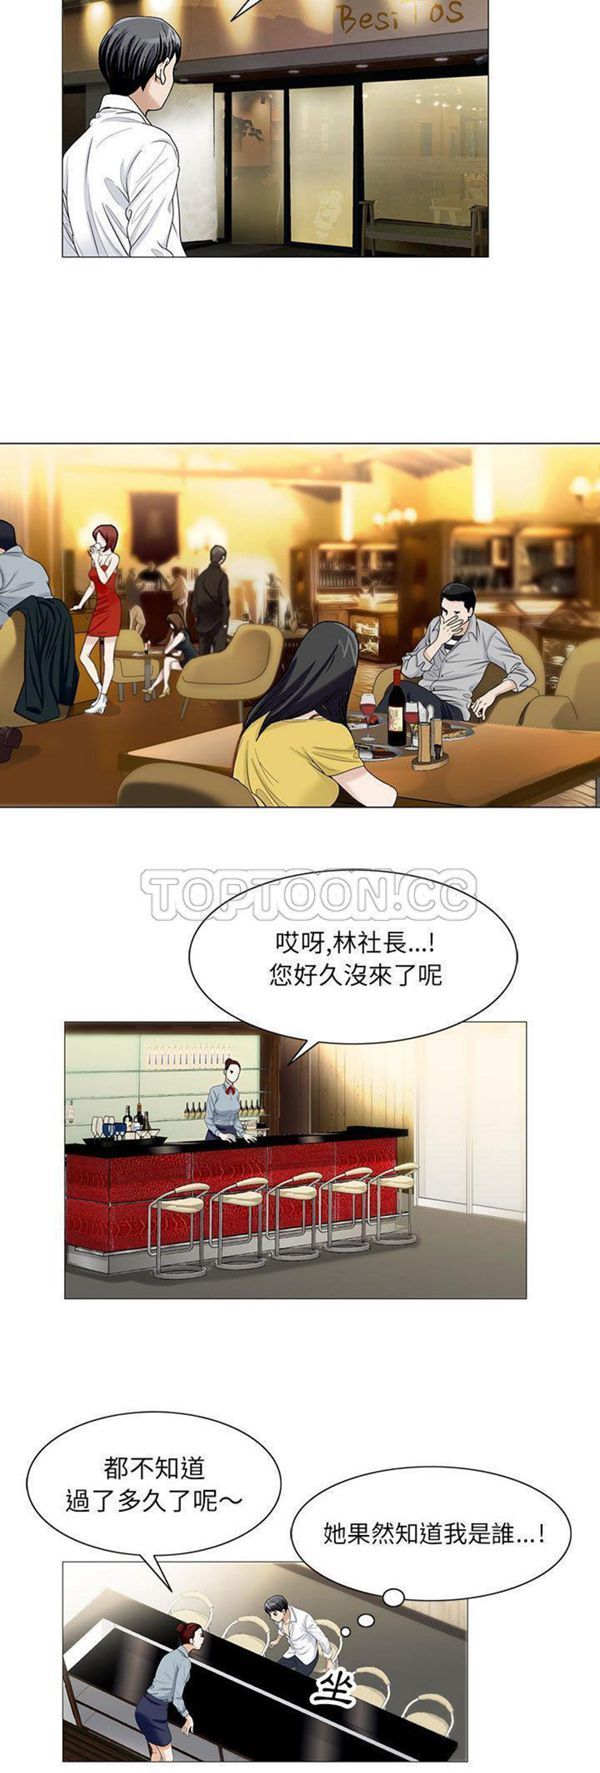 Besitos
TOPTOON.CC
哎呀,林社長...!
您好久沒來了呢
都不知道
過了多久了呢~
她果然知道我是誰...!
坐